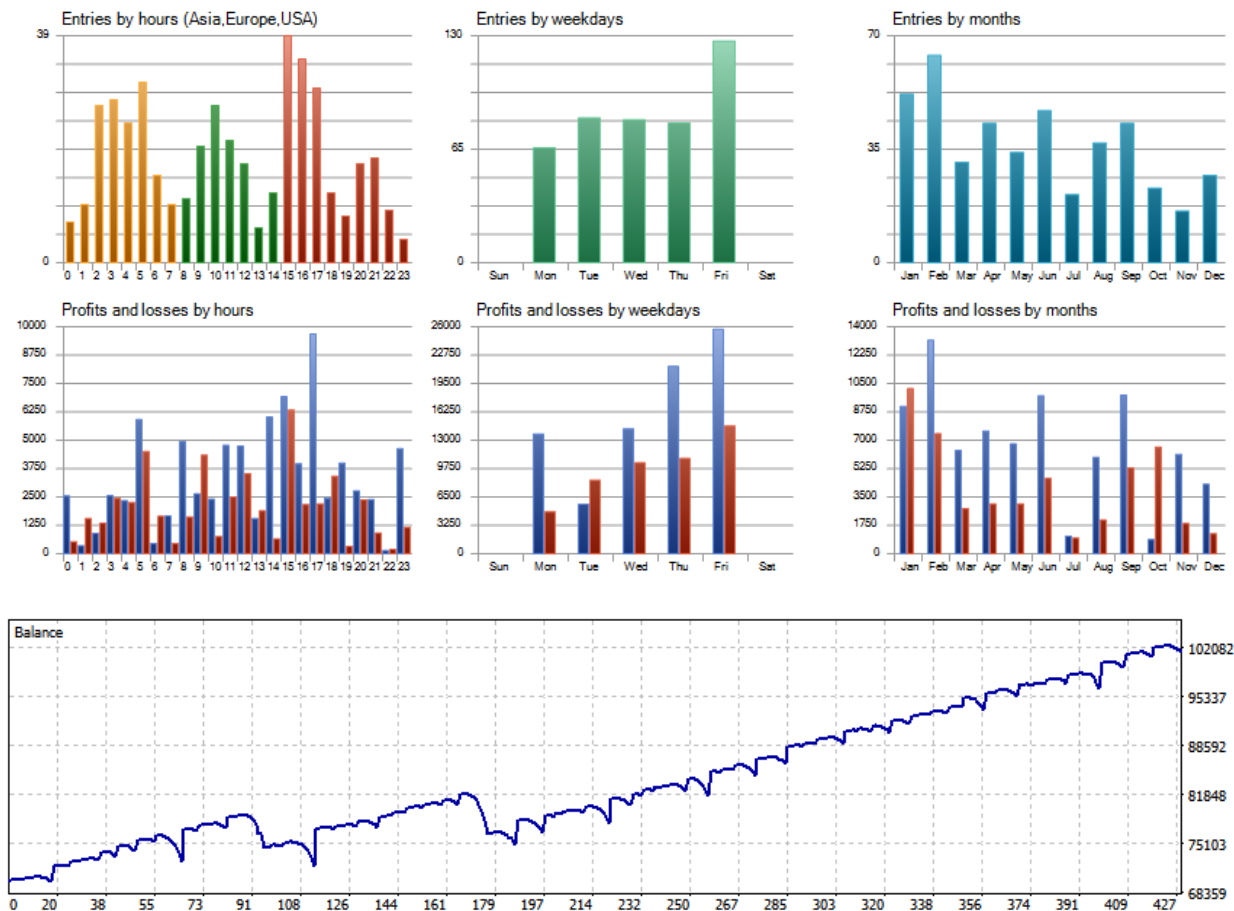 Entries by hours (Asia,Europe,USA)
39
0
0 1 2 3 4 5 6 7 8 9 10 11 12 13 14 15 16 17 18 19 20 21 22 23
Entries by weekdays
130
65
0
Sun Mon Tue Wed Thu Fri Sat
Entries by months
70
35
0
Jan Feb Mar Apr May Jun Jul Aug Sep Oct Nov Dec
Profits and losses by hours
10000
8750
7500
6250
5000
3750
2500
1250
0
0 1 2 3 4 5 6 7 8 9 10 11 12 13 14 15 16 17 18 19 20 21 22 23
Profits and losses by weekdays
26000
22750
19500
16250
13000
9750
6500
3250
0
Sun Mon Tue Wed Thu Fri Sat
Profits and losses by months
14000
12250
10500
8750
7000
5250
3500
1750
0
Jan Feb Mar Apr May Jun Jul Aug Sep Oct Nov Dec
Balance
102082
95337
88592
81848
75103
68359
0 20 38 55 73 91 108 126 144 161 179 197 214 232 250 267 285 303 320 338 356 374 391 409 427